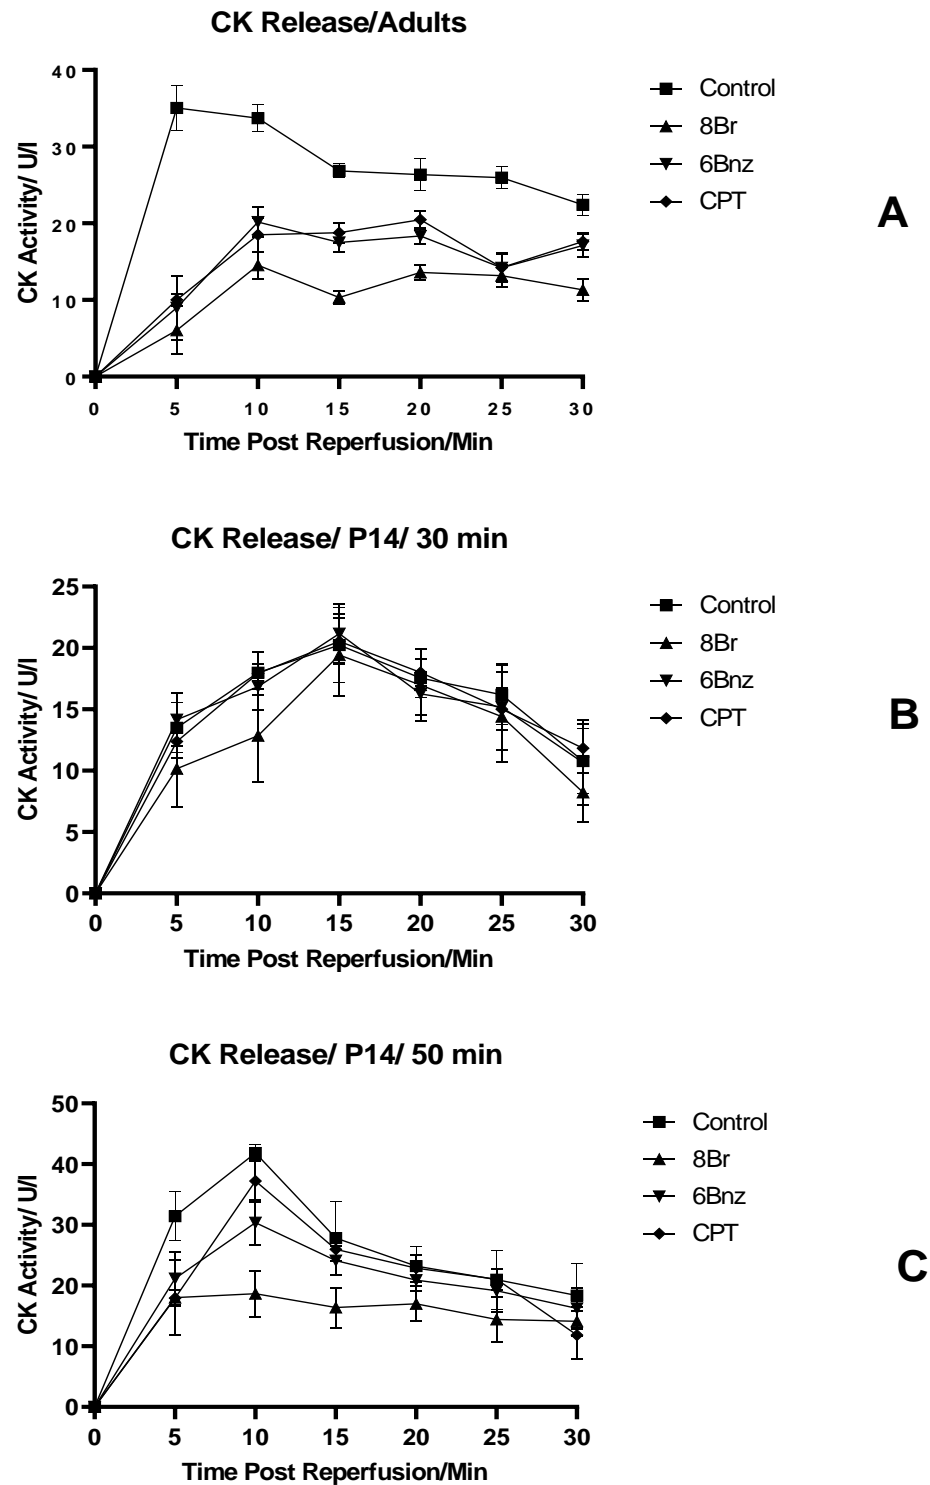 CK Release/Adults
40
30
20
10
0
CK Activity/ U/l
0 5 10 15 20 25 30
Time Post Reperfusion/Min
Control
8Br
6Bnz
CPT
A
CK Release/ P14/ 30 min
25
20
15
10
5
0
CK Activity/ U/l
0 5 10 15 20 25 30
Time Post Reperfusion/Min
Control
8Br
6Bnz
CPT
B
CK Release/ P14/ 50 min
50
40
30
20
10
0
CK Activity/ U/l
0 5 10 15 20 25 30
Time Post Reperfusion/Min
Control
8Br
6Bnz
CPT
C